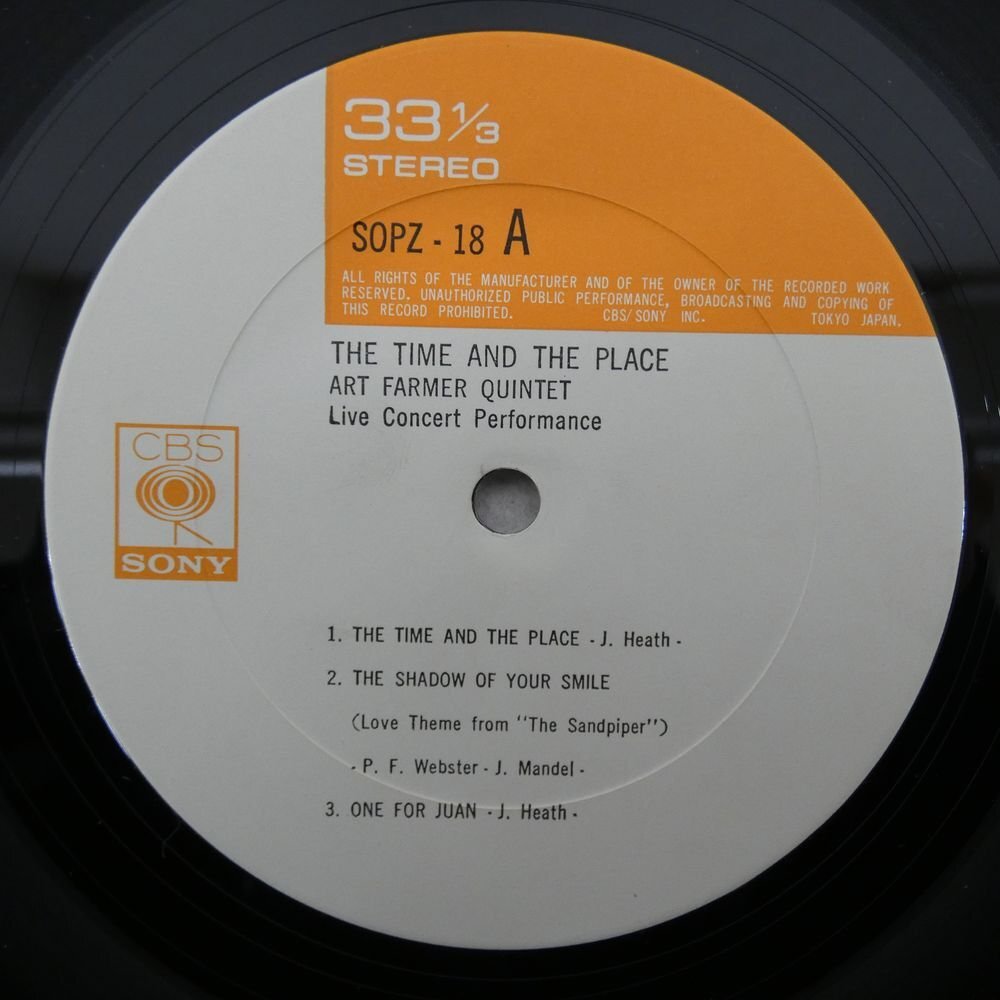 33 1/3
STEREO
SOPZ - 18 A
ALL RIGHTS OF THE MANUFACTURER AND OF THE OWNER OF THE RECORDED WORK
RESERVED. UNAUTHORIZED PUBLIC PERFORMANCE, BROADCASTING AND COPYING OF
THIS RECORD PROHIBITED. CBS/SONY INC. TOKYO JAPAN.
THE TIME AND THE PLACE
ART FARMER QUINTET
Live Concert Performance
CBS
SONY
1. THE TIME AND THE PLACE - J. Heath -
2. THE SHADOW OF YOUR SMILE
(Love Theme from "The Sandpiper")
- P. F. Webster - J. Mandel -
3. ONE FOR JUAN - J. Heath -